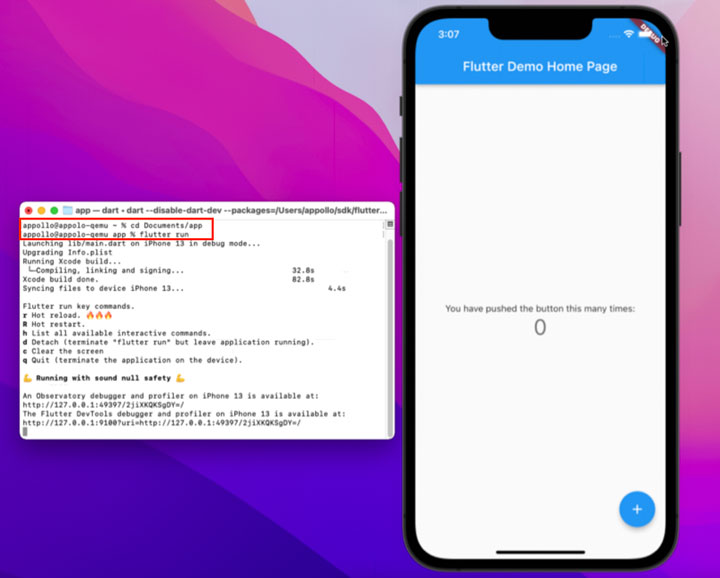 app — dart • dart --disable-dart-dev --packages=/Users/appollo/sdk/flutter...
appollo@appolo-qemu ~ % cd Documents/app
appollo@appolo-qemu app % flutter run
Launching lib/main.dart on iPhone 13 in debug mode...
Upgrading Info.plist
Running Xcode build...
└─Compiling, linking and signing... 32.8s
Xcode build done. 82.8s
Syncing files to device iPhone 13... 4.4s
Flutter run key commands.
r Hot reload. 🔥🔥🔥
R Hot restart.
h List all available interactive commands.
d Detach (terminate "flutter run" but leave application running).
c Clear the screen
q Quit (terminate the application on the device).
💪 Running with sound null safety 💪
An Observatory debugger and profiler on iPhone 13 is available at:
http://127.0.0.1:49397/2jiXKQKSgDY=/
The Flutter DevTools debugger and profiler on iPhone 13 is available at:
http://127.0.0.1:9100?uri=http://127.0.0.1:49397/2jiXKQKSgDY=/
3:07
DEBUG
Flutter Demo Home Page
You have pushed the button this many times:
0
+